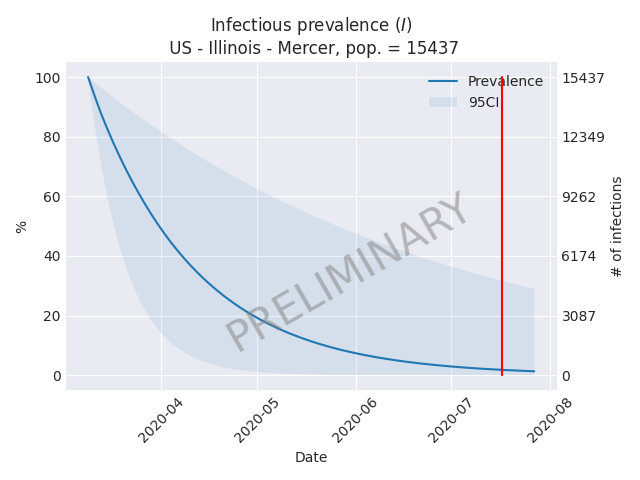 Infectious prevalence (I)
US - Illinois - Mercer, pop. = 15437
Prevalence
95CI
100
80
60
40
20
0
%
15437
12349
9262
6174
3087
0
# of infections
PRELIMINARY
2020-04
2020-05
2020-06
2020-07
2020-08
Date